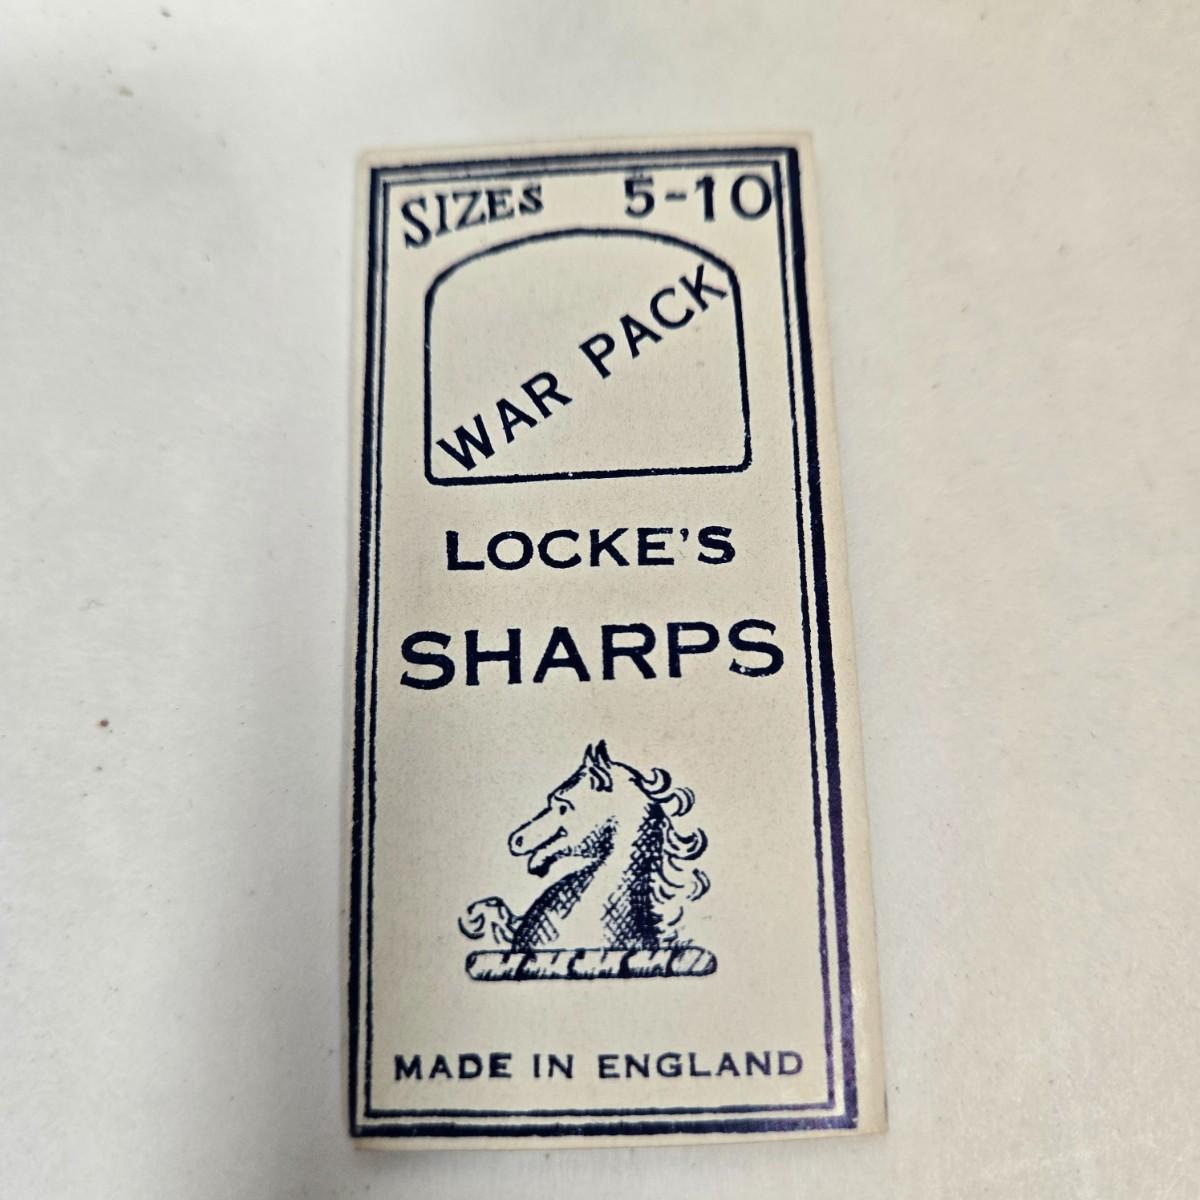 SIZES 5-10
WAR PACK
LOCKE'S
SHARPS
MADE IN ENGLAND